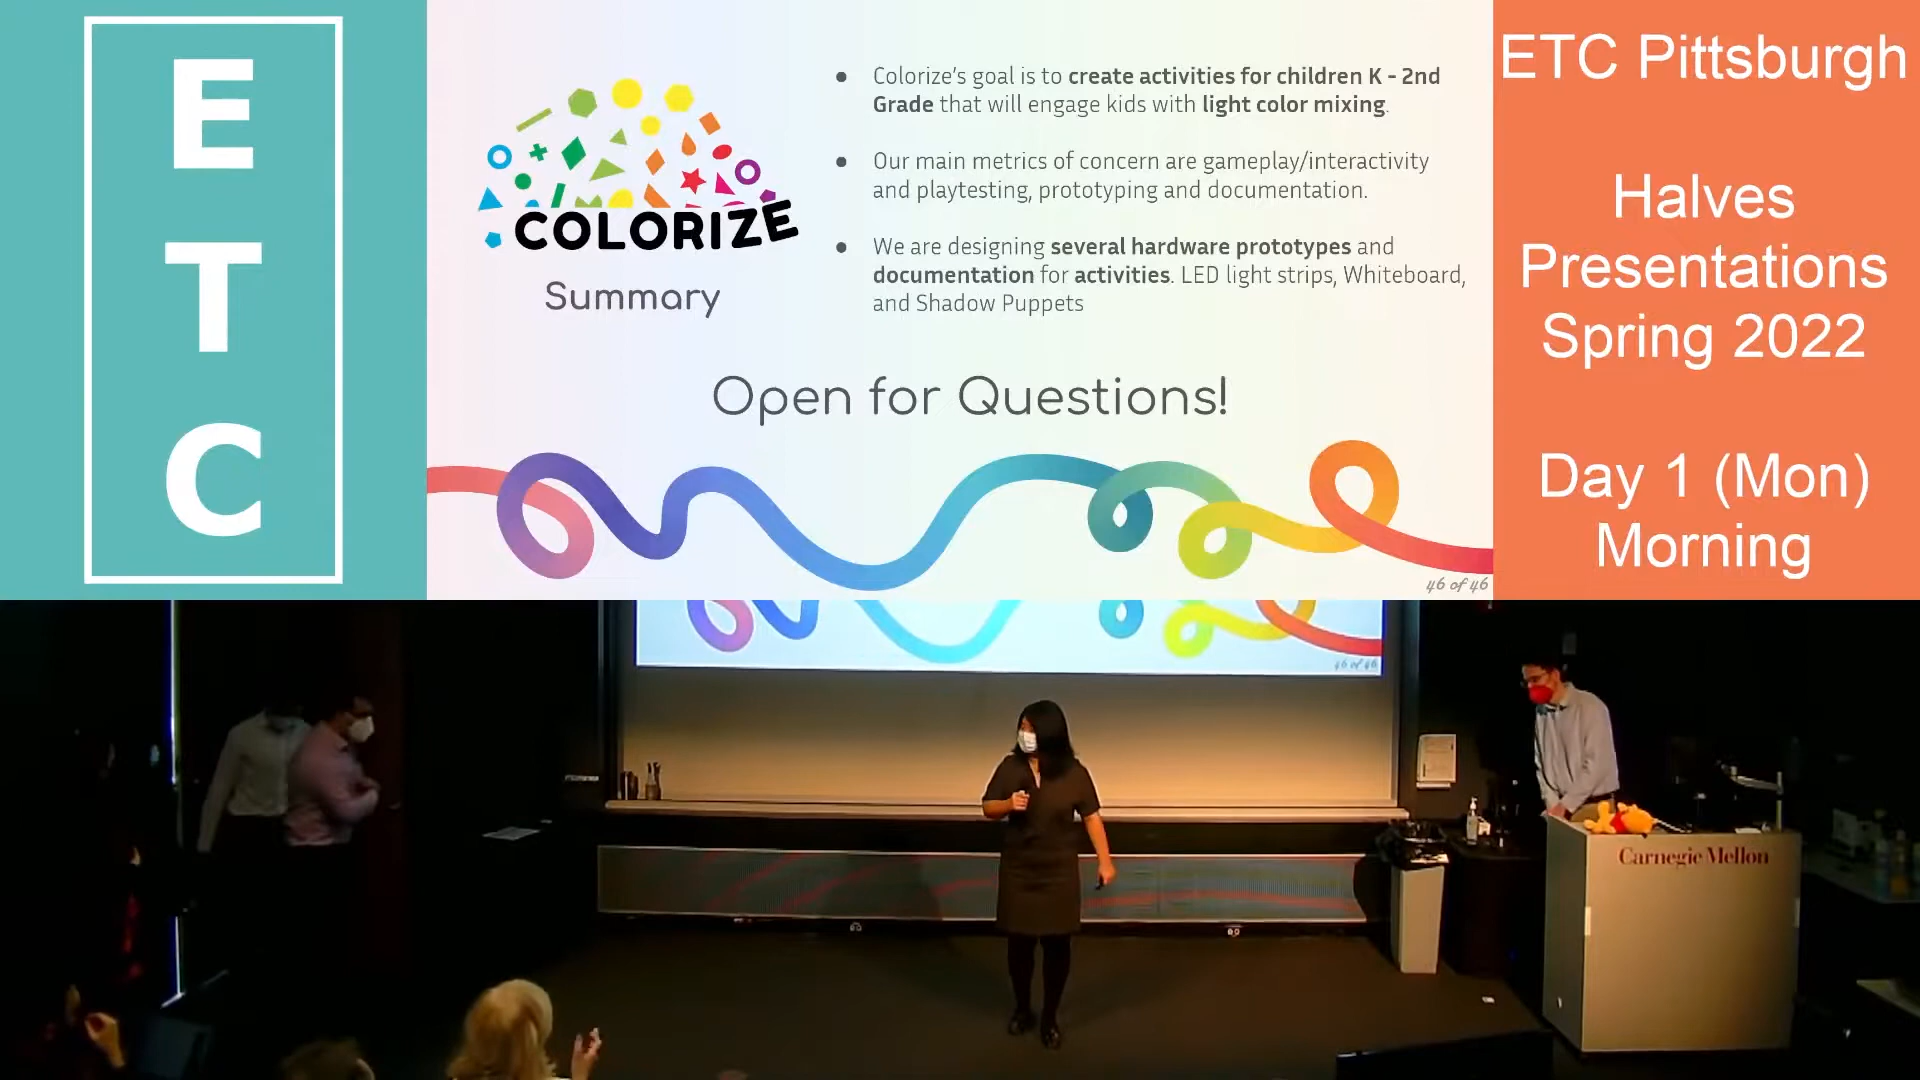 E
T
C
COLORIZE
Summary
● Colorize's goal is to create activities for children K - 2nd
Grade that will engage kids with light color mixing.
● Our main metrics of concern are gameplay/interactivity
and playtesting, prototyping and documentation.
● We are designing several hardware prototypes and
documentation for activities. LED light strips, Whiteboard,
and Shadow Puppets
Open for Questions!
46 of 46
ETC Pittsburgh
Halves
Presentations
Spring 2022
Day 1 (Mon)
Morning
46 of 46
Carnegie Mellon